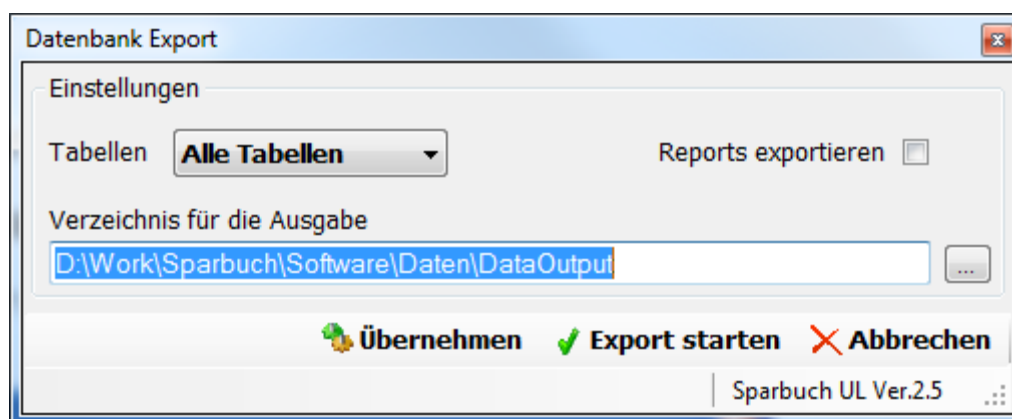 Datenbank Export
Einstellungen
Tabellen Alle Tabellen Reports exportieren
Verzeichnis für die Ausgabe
D:\Work\Sparbuch\Software\Daten\DataOutput ...
Übernehmen Export starten Abbrechen
Sparbuch UL Ver.2.5